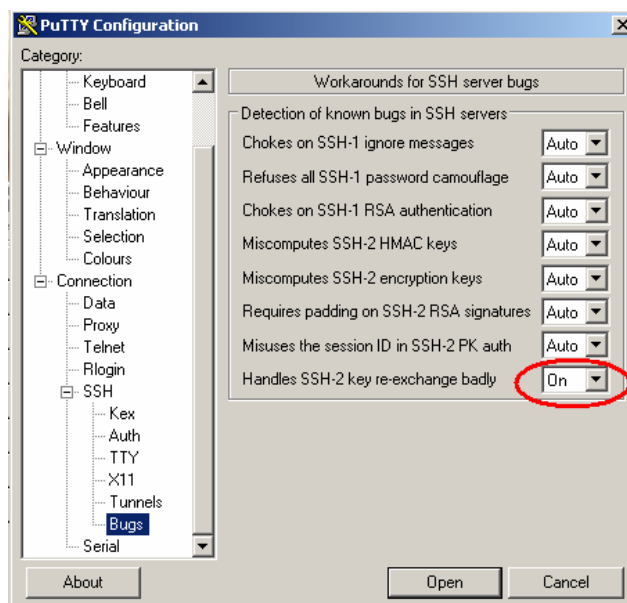 PuTTY Configuration
Category:
Keyboard
Bell
Features
Window
Appearance
Behaviour
Translation
Selection
Colours
Connection
Data
Proxy
Telnet
Rlogin
SSH
Kex
Auth
TTY
X11
Tunnels
Bugs
Serial
Workarounds for SSH server bugs
Detection of known bugs in SSH servers
Chokes on SSH-1 ignore messages Auto
Refuses all SSH-1 password camouflage Auto
Chokes on SSH-1 RSA authentication Auto
Miscomputes SSH-2 HMAC keys Auto
Miscomputes SSH-2 encryption keys Auto
Requires padding on SSH-2 RSA signatures Auto
Misuses the session ID in SSH-2 PK auth Auto
Handles SSH-2 key re-exchange badly On
About Open Cancel